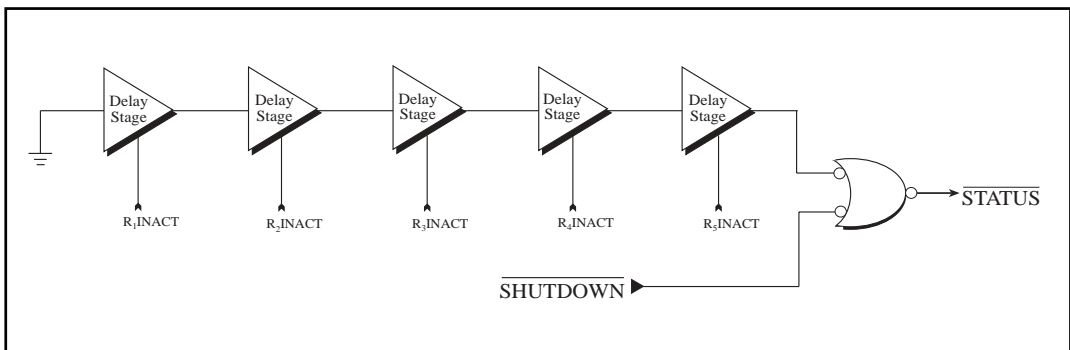 Delay
Stage
Delay
Stage
Delay
Stage
Delay
Stage
Delay
Stage
R₁INACT
R₂INACT
R₃INACT
R₄INACT
R₅INACT
STATUS
SHUTDOWN